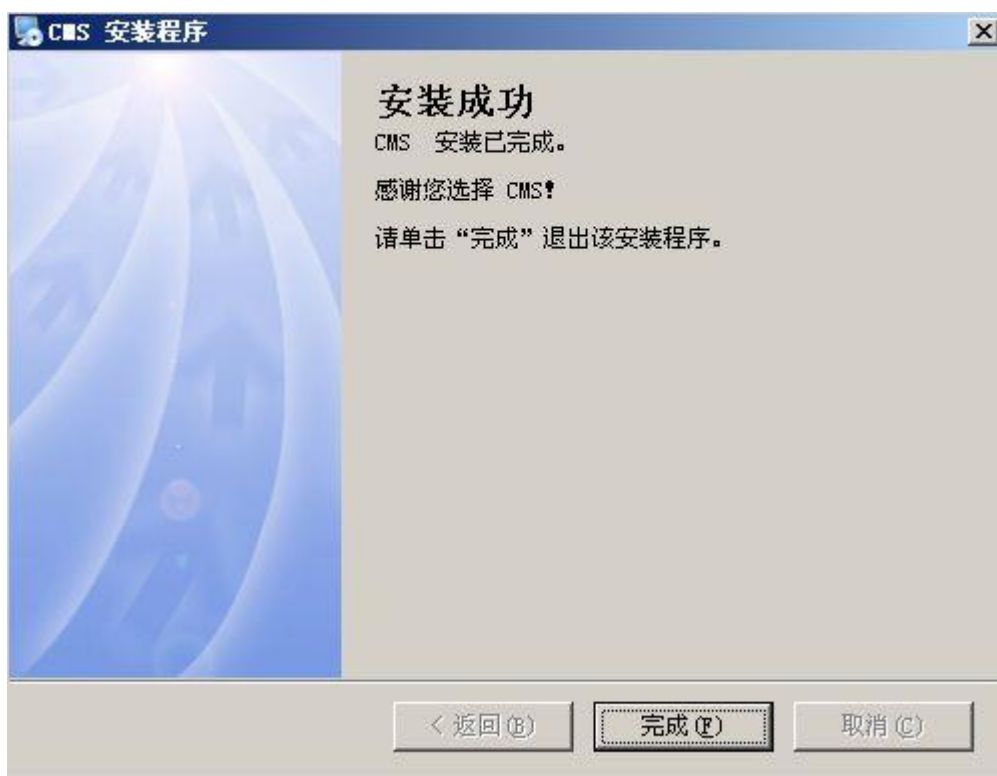 CMS 安装程序
安装成功
CMS 安装已完成。
感谢您选择 CMS!
请单击“完成”退出该安装程序。
< 返回(B)
完成(F)
取消(C)